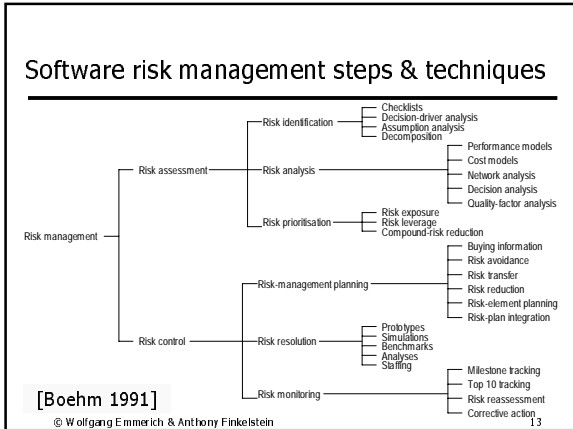 Software risk management steps & techniques
Checklists
Risk identification
Decision-driver analysis
Assumption analysis
Decomposition
Performance models
Cost models
Risk assessment
Risk analysis
Network analysis
Decision analysis
Quality-factor analysis
Risk exposure
Risk prioritisation
Risk leverage
Compound-risk reduction
Risk management
Buying information
Risk avoidance
Risk-management planning
Risk transfer
Risk reduction
Risk-element planning
Risk-plan integration
Prototypes
Simulations
Risk control
Risk resolution
Benchmarks
Analyses
Staffing
Milestone tracking
Top 10 tracking
Risk monitoring
Risk reassessment
Corrective action
[Boehm 1991]
© Wolfgang Emmerich & Anthony Finkelstein
13